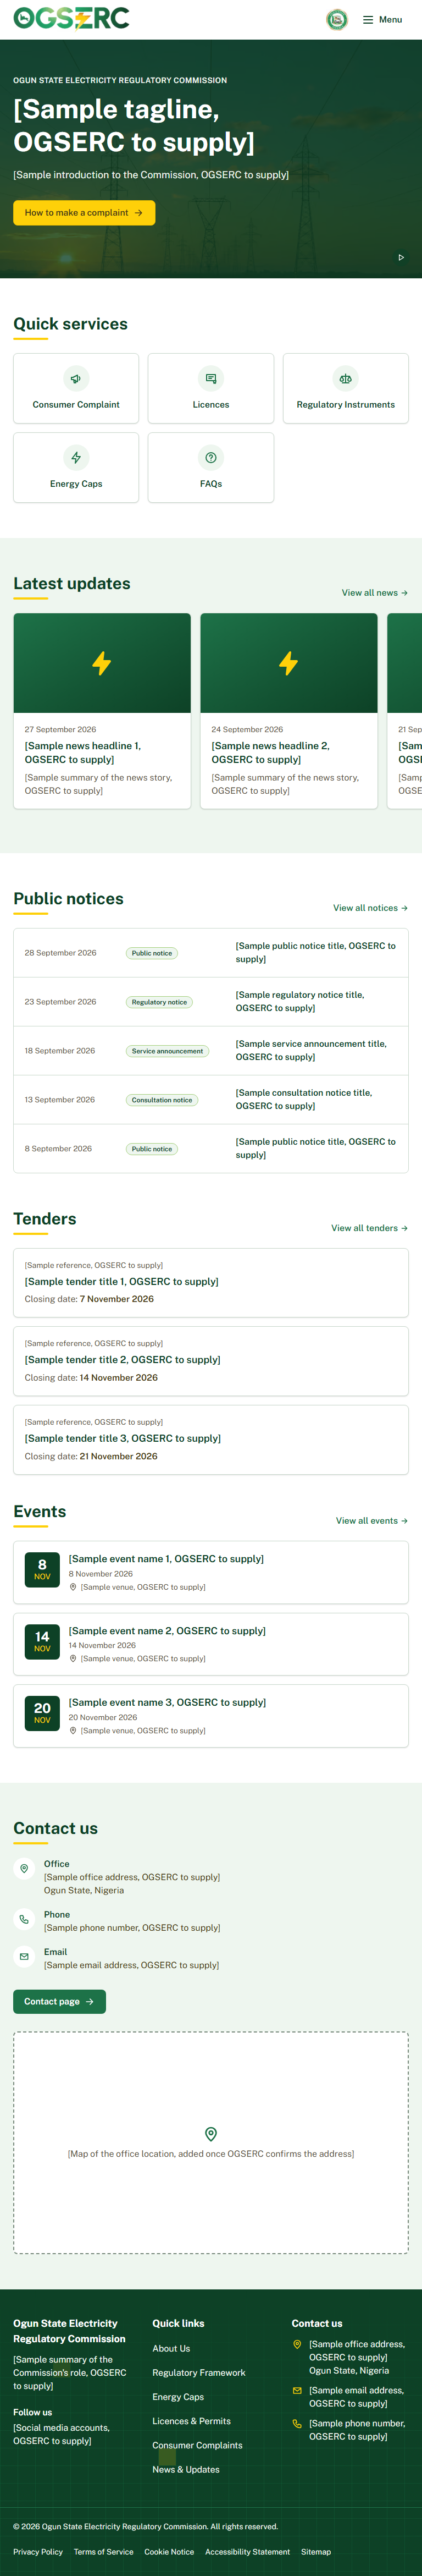 OGSERC
Menu
OGUN STATE ELECTRICITY REGULATORY COMMISSION
[Sample tagline,
OGSERC to supply]
[Sample introduction to the Commission, OGSERC to supply]
How to make a complaint
Quick services
Consumer Complaint
Licences
Regulatory Instruments
Energy Caps
FAQs
Latest updates
View all news
27 September 2026
[Sample news headline 1,
OGSERC to supply]
[Sample summary of the news story,
OGSERC to supply]
24 September 2026
[Sample news headline 2,
OGSERC to supply]
[Sample summary of the news story,
OGSERC to supply]
21 Sep
[Sam
OGSE
[Samp
OGSE
Public notices
View all notices
28 September 2026
Public notice
[Sample public notice title, OGSERC to
supply]
23 September 2026
Regulatory notice
[Sample regulatory notice title,
OGSERC to supply]
18 September 2026
Service announcement
[Sample service announcement title,
OGSERC to supply]
13 September 2026
Consultation notice
[Sample consultation notice title,
OGSERC to supply]
8 September 2026
Public notice
[Sample public notice title, OGSERC to
supply]
Tenders
View all tenders
[Sample reference, OGSERC to supply]
[Sample tender title 1, OGSERC to supply]
Closing date: 7 November 2026
[Sample reference, OGSERC to supply]
[Sample tender title 2, OGSERC to supply]
Closing date: 14 November 2026
[Sample reference, OGSERC to supply]
[Sample tender title 3, OGSERC to supply]
Closing date: 21 November 2026
Events
View all events
8
NOV
[Sample event name 1, OGSERC to supply]
8 November 2026
[Sample venue, OGSERC to supply]
14
NOV
[Sample event name 2, OGSERC to supply]
14 November 2026
[Sample venue, OGSERC to supply]
20
NOV
[Sample event name 3, OGSERC to supply]
20 November 2026
[Sample venue, OGSERC to supply]
Contact us
Office
[Sample office address, OGSERC to supply]
Ogun State, Nigeria
Phone
[Sample phone number, OGSERC to supply]
Email
[Sample email address, OGSERC to supply]
Contact page
[Map of the office location, added once OGSERC confirms the address]
Ogun State Electricity
Regulatory Commission
[Sample summary of the
Commission's role, OGSERC
to supply]
Follow us
[Social media accounts,
OGSERC to supply]
Quick links
About Us
Regulatory Framework
Energy Caps
Licences & Permits
Consumer Complaints
News & Updates
Contact us
[Sample office address,
OGSERC to supply]
Ogun State, Nigeria
[Sample email address,
OGSERC to supply]
[Sample phone number,
OGSERC to supply]
© 2026 Ogun State Electricity Regulatory Commission. All rights reserved.
Privacy Policy
Terms of Service
Cookie Notice
Accessibility Statement
Sitemap